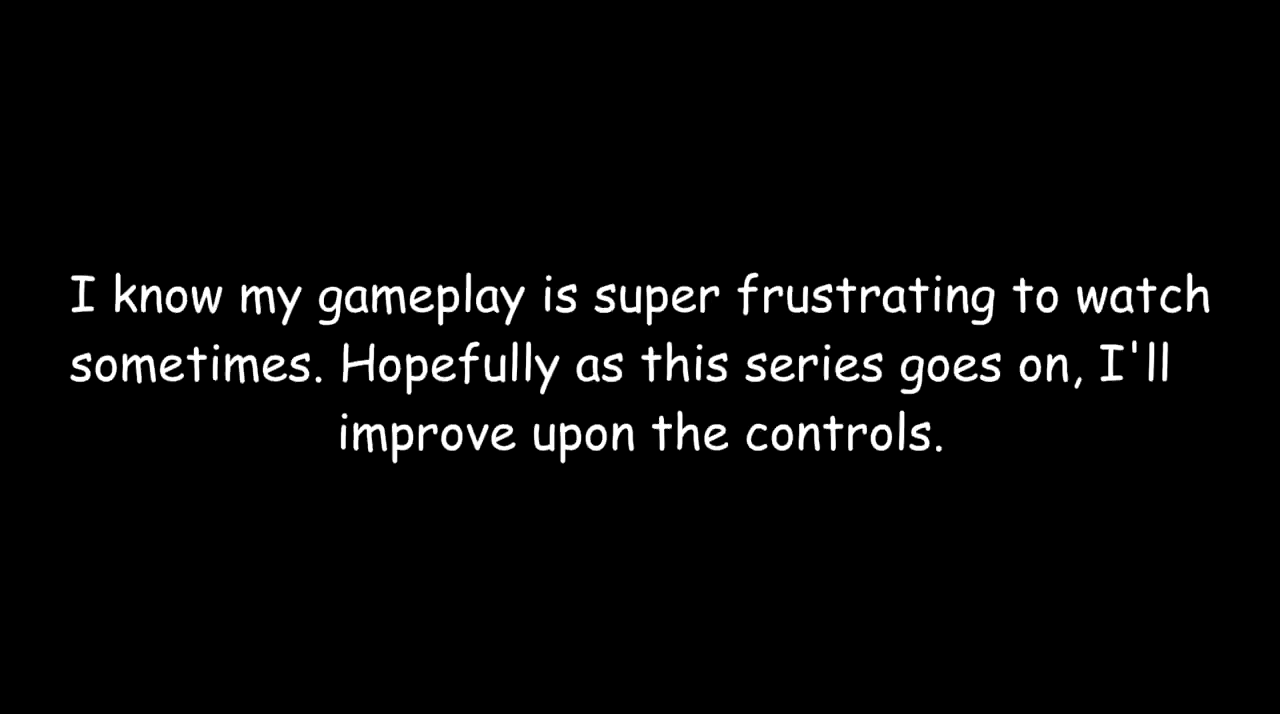 I know my gameplay is super frustrating to watch
sometimes. Hopefully as this series goes on, I'll
improve upon the controls.